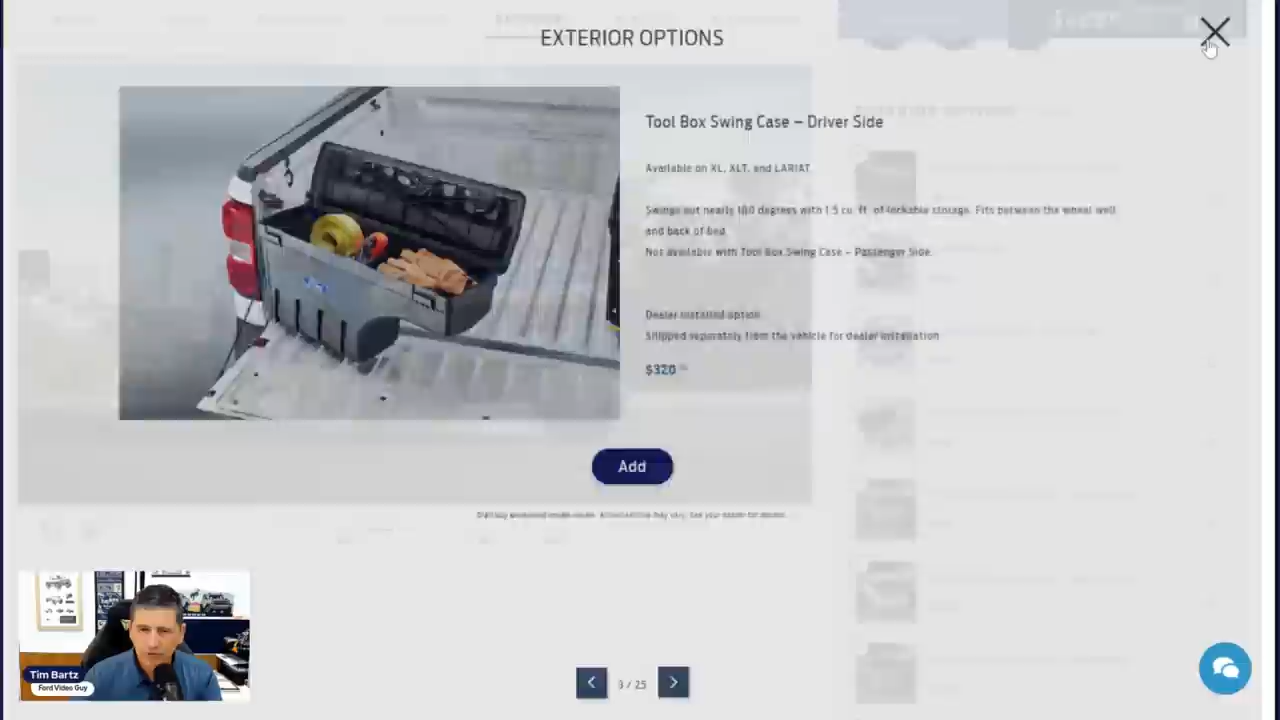 EXTERIOR OPTIONS
Tool Box Swing Case – Driver Side
Available on XL, XLT, and LARIAT
Swings out nearly 180 degrees with 1.5 cu. ft. of lockable storage. Fits between the wheel well
and back of bed.
Not available with Tool Box Swing Case – Passenger Side.
Dealer installed option
Shipped separately from the vehicle for dealer installation
$320
Add
Tim Bartz
Ford Video Guy
3 / 25